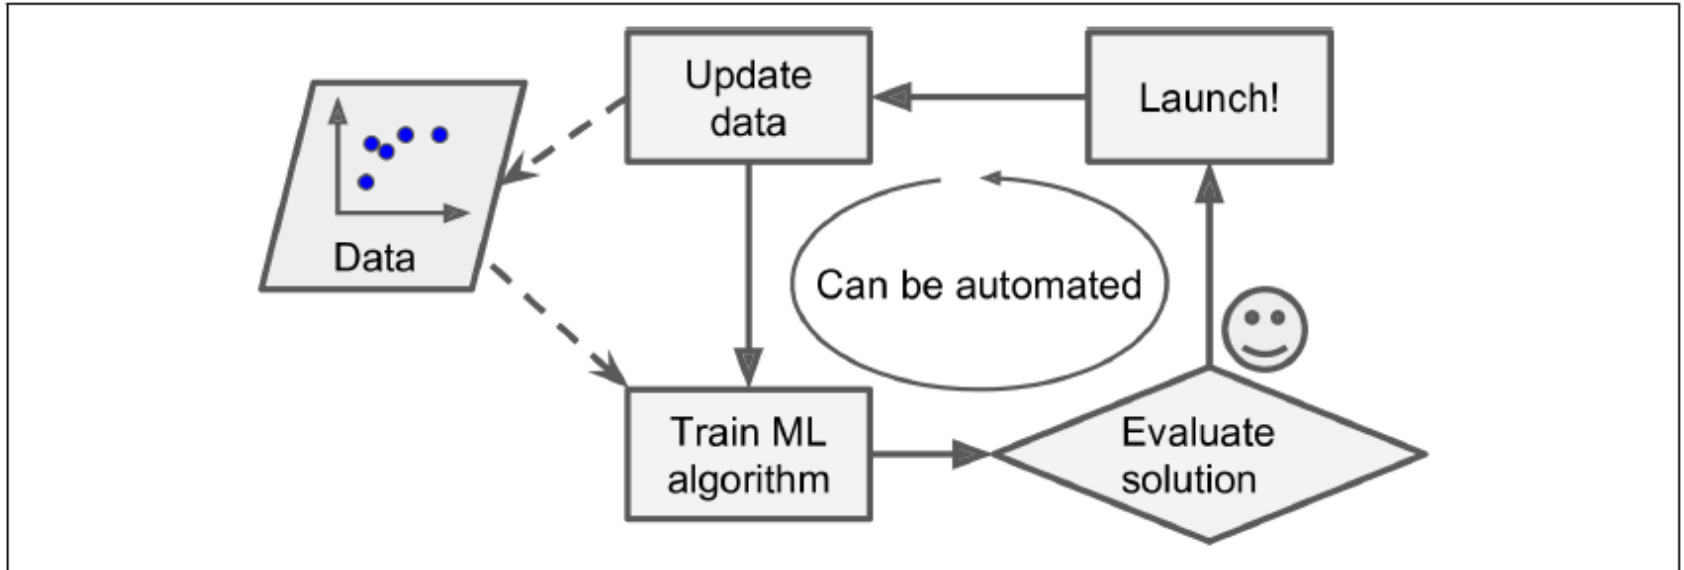 Update
data
Launch!
Data
Can be automated
Train ML
algorithm
Evaluate
solution